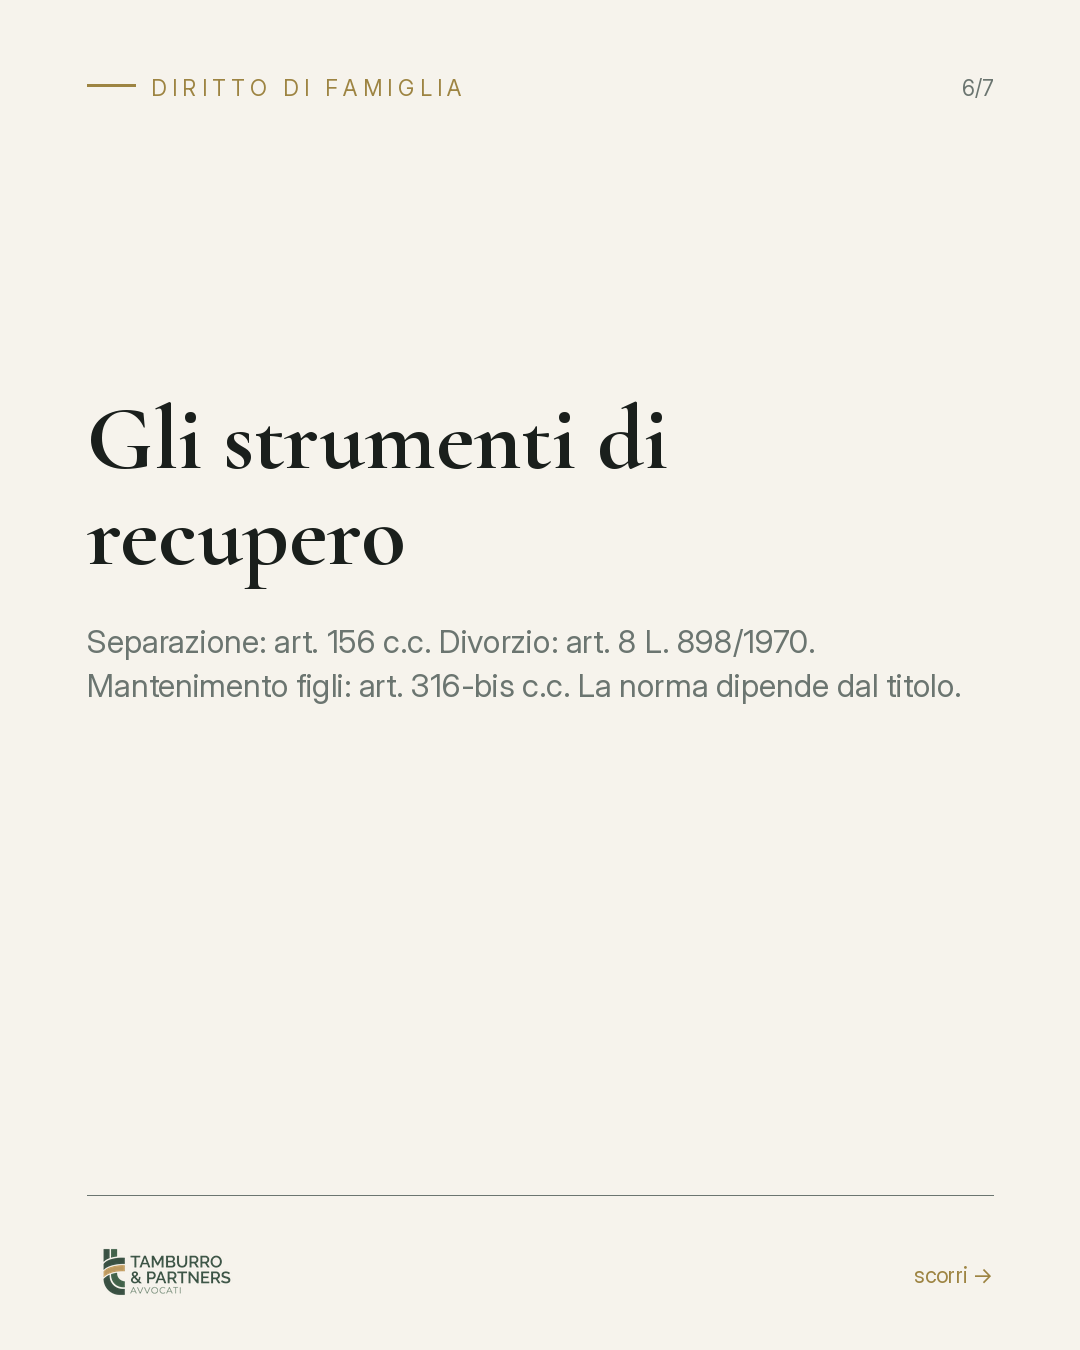 DIRITTO DI FAMIGLIA
6/7
Gli strumenti di
recupero
Separazione: art. 156 c.c. Divorzio: art. 8 L. 898/1970.
Mantenimento figli: art. 316-bis c.c. La norma dipende dal titolo.
TAMBURRO
& PARTNERS
AVVOCATI
scorri →